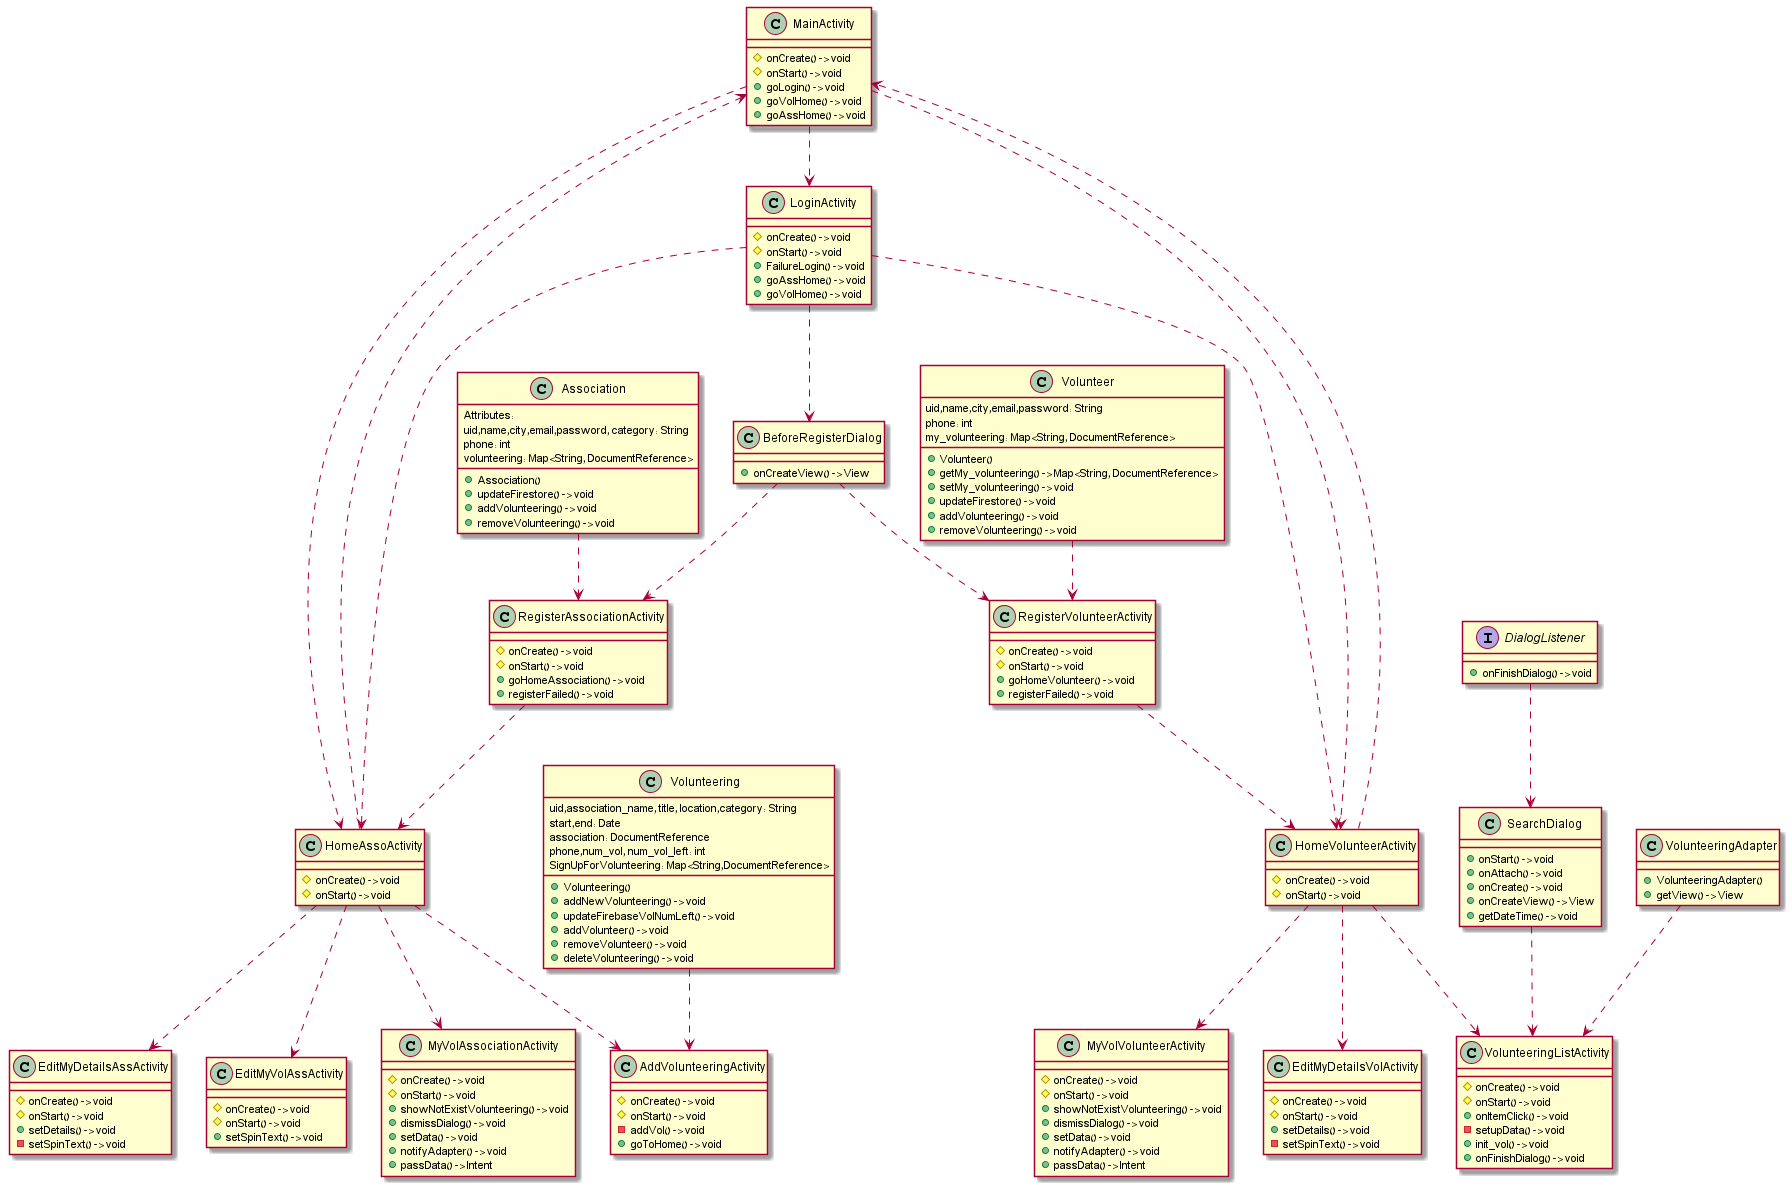 C MainActivity
onCreate()->void
onStart()->void
goLogin()->void
goVolHome()->void
goAssHome()->void
C LoginActivity
onCreate()->void
onStart()->void
FailureLogin()->void
goAssHome()->void
goVolHome()->void
C Association
Attributes:
uid,name,city,email,password, category: String
phone: int
volunteering: Map<String, DocumentReference>
Association()
updateFirestore()->void
addVolunteering()->void
removeVolunteering()->void
C BeforeRegisterDialog
onCreateView()->View
C Volunteer
uid,name,city,email,password: String
phone: int
my_volunteering: Map<String, DocumentReference>
Volunteer()
getMy_volunteering()->Map<String, DocumentReference>
setMy_volunteering()->void
updateFirestore()->void
addVolunteering()->void
removeVolunteering()->void
C RegisterAssociationActivity
onCreate()->void
onStart()->void
goHomeAssociation()->void
registerFailed()->void
C RegisterVolunteerActivity
onCreate()->void
onStart()->void
goHomeVolunteer()->void
registerFailed()->void
I DialogListener
onFinishDialog()->void
C HomeAssoActivity
onCreate()->void
onStart()->void
C Volunteering
uid,association_name, title, location,category: String
start,end: Date
association: DocumentReference
phone,num_vol, num_vol_left: int
SignUpForVolunteering: Map<String,DocumentReference>
Volunteering()
addNewVolunteering()->void
updateFirebaseVolNumLeft()->void
addVolunteer()->void
removeVolunteer()->void
deleteVolunteering()->void
C HomeVolunteerActivity
onCreate()->void
onStart()->void
C SearchDialog
onStart()->void
onAttach()->void
onCreate()->void
onCreateView()->View
getDateTime()->void
C VolunteeringAdapter
VolunteeringAdapter()
getView()->View
C EditMyDetailsAssActivity
onCreate()->void
onStart()->void
setDetails()->void
setSpinText()->void
C EditMyVolAssActivity
onCreate()->void
onStart()->void
setSpinText()->void
C MyVolAssociationActivity
onCreate()->void
onStart()->void
showNotExistVolunteering()->void
dismissDialog()->void
setData()->void
notifyAdapter()->void
passData()->Intent
C AddVolunteeringActivity
onCreate()->void
onStart()->void
addVol()->void
goToHome()->void
C MyVolVolunteerActivity
onCreate()->void
onStart()->void
showNotExistVolunteering()->void
dismissDialog()->void
setData()->void
notifyAdapter()->void
passData()->Intent
C EditMyDetailsVolActivity
onCreate()->void
onStart()->void
setDetails()->void
setSpinText()->void
C VolunteeringListActivity
onCreate()->void
onStart()->void
onItemClick()->void
setupData()->void
init_vol()->void
onFinishDialog()->void